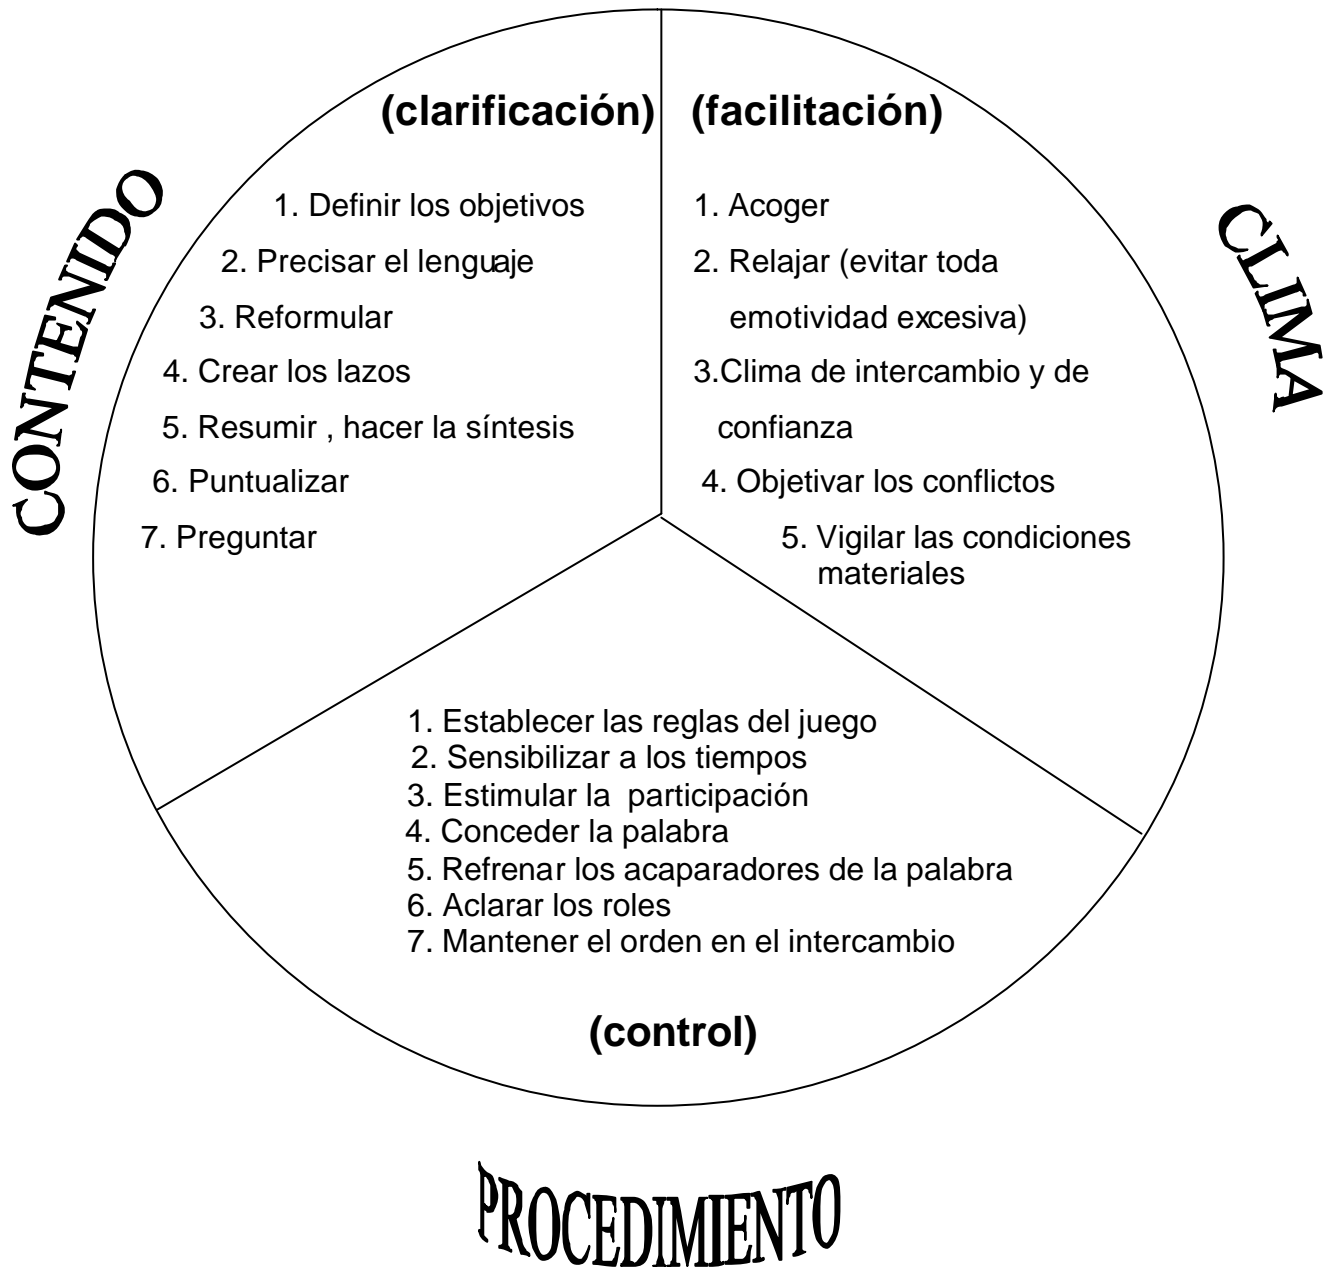 CONTENIDO
(clarificación)
1. Definir los objetivos
2. Precisar el lenguaje
3. Reformular
4. Crear los lazos
5. Resumir , hacer la síntesis
6. Puntualizar
7. Preguntar
CLIMA
(facilitación)
1. Acoger
2. Relajar (evitar toda
emotividad excesiva)
3.Clima de intercambio y de
confianza
4. Objetivar los conflictos
5. Vigilar las condiciones
materiales
1. Establecer las reglas del juego
2. Sensibilizar a los tiempos
3. Estimular la participación
4. Conceder la palabra
5. Refrenar los acaparadores de la palabra
6. Aclarar los roles
7. Mantener el orden en el intercambio
(control)
PROCEDIMIENTO